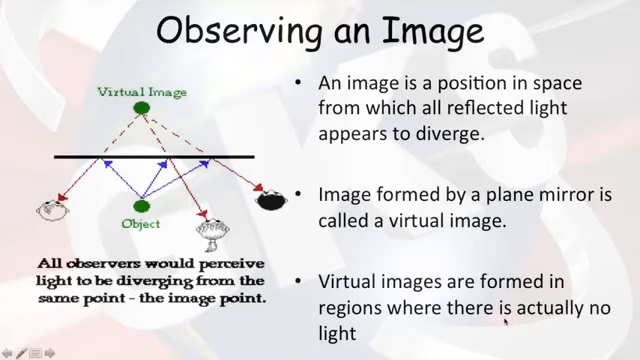 Observing an Image
Virtual Image
Object
All observers would perceive
light to be diverging from the
same point - the image point.
• An image is a position in space
from which all reflected light
appears to diverge.
• Image formed by a plane mirror is
called a virtual image.
• Virtual images are formed in
regions where there is actually no
light